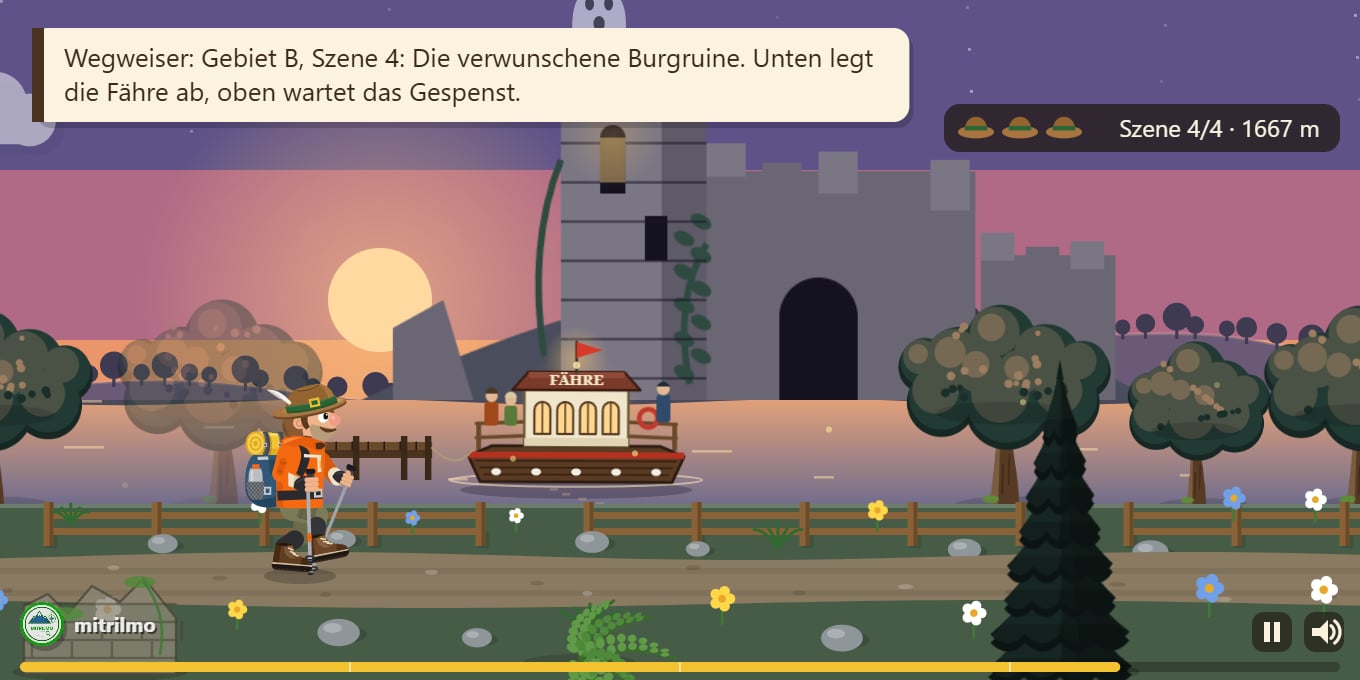 Wegweiser: Gebiet B, Szene 4: Die verwunschene Burgruine. Unten legt
die Fähre ab, oben wartet das Gespenst.
Szene 4/4 · 1667 m
FÄHRE
mitrilmo